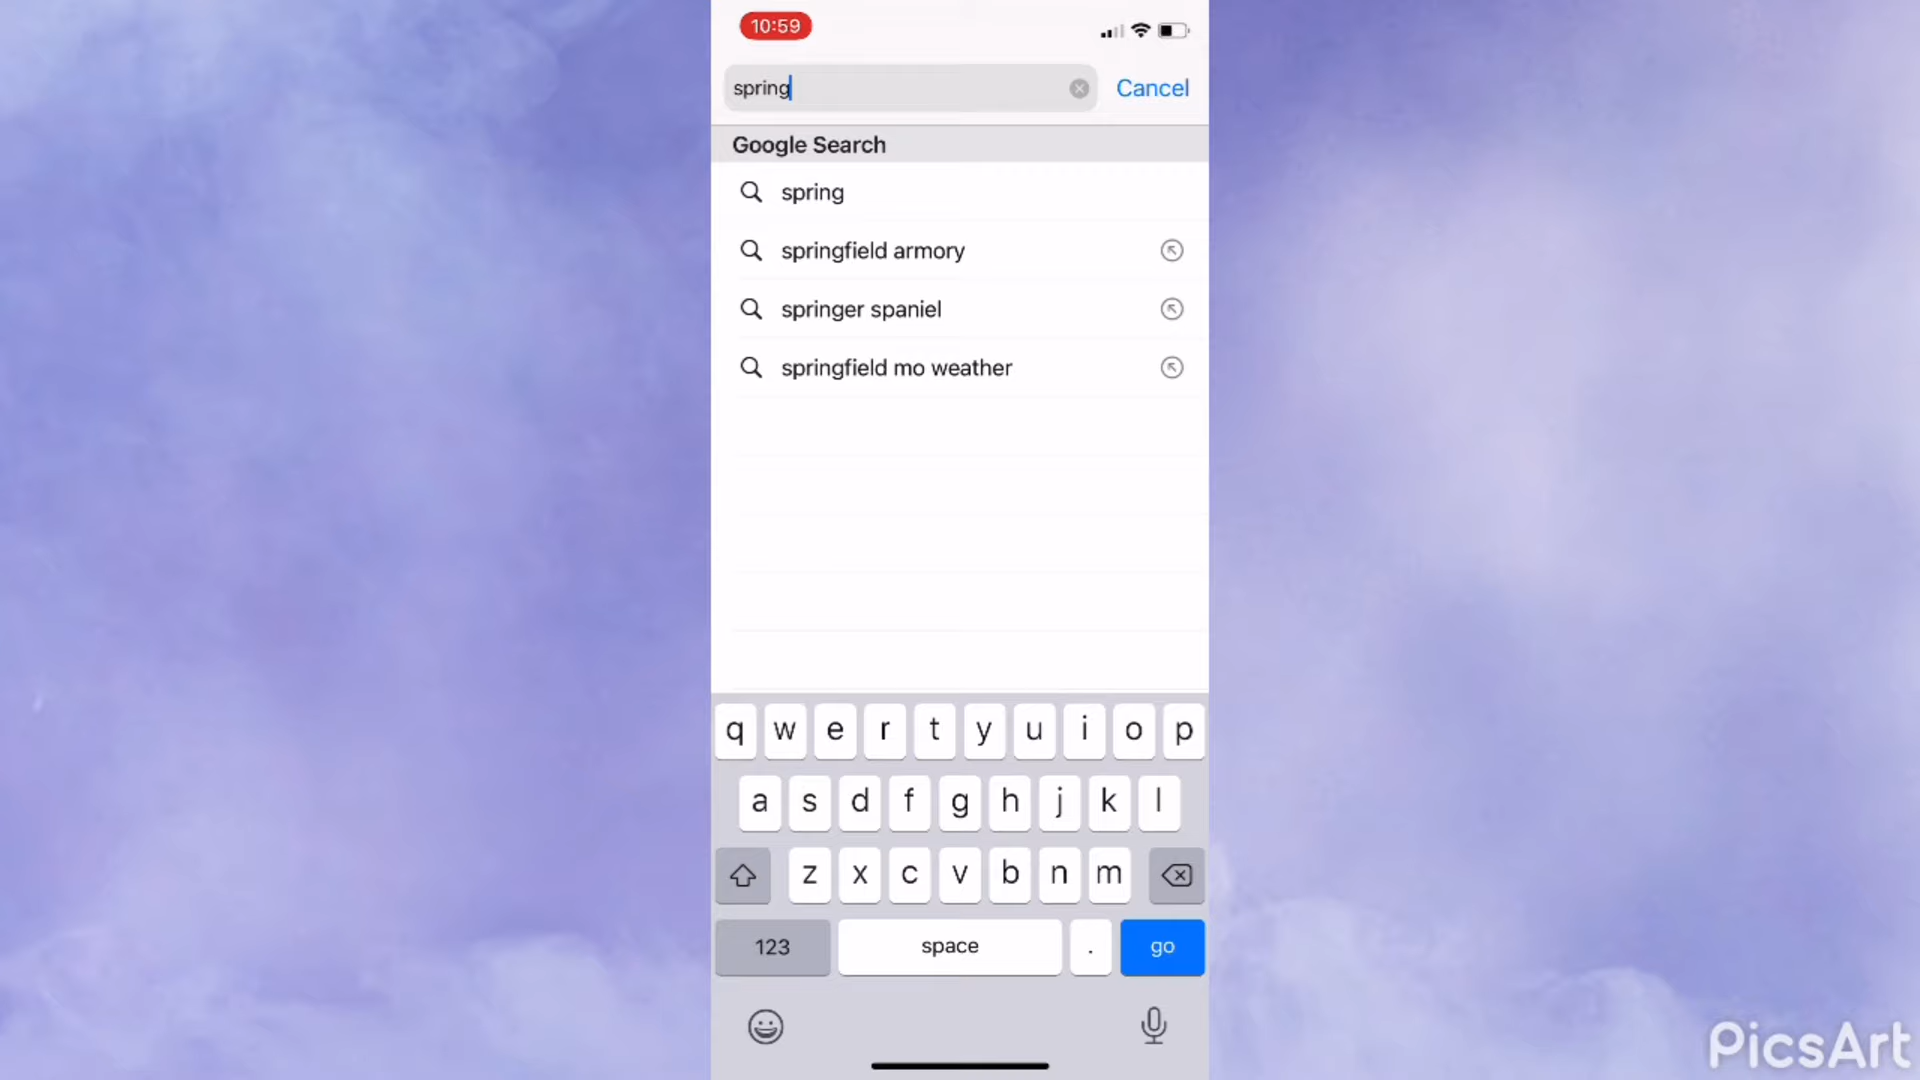 10:59
spring
Cancel
Google Search
spring
springfield armory
springer spaniel
springfield mo weather
q w e r t y u i o p
a s d f g h j k l
z x c v b n m
123 space . go
PicsArt